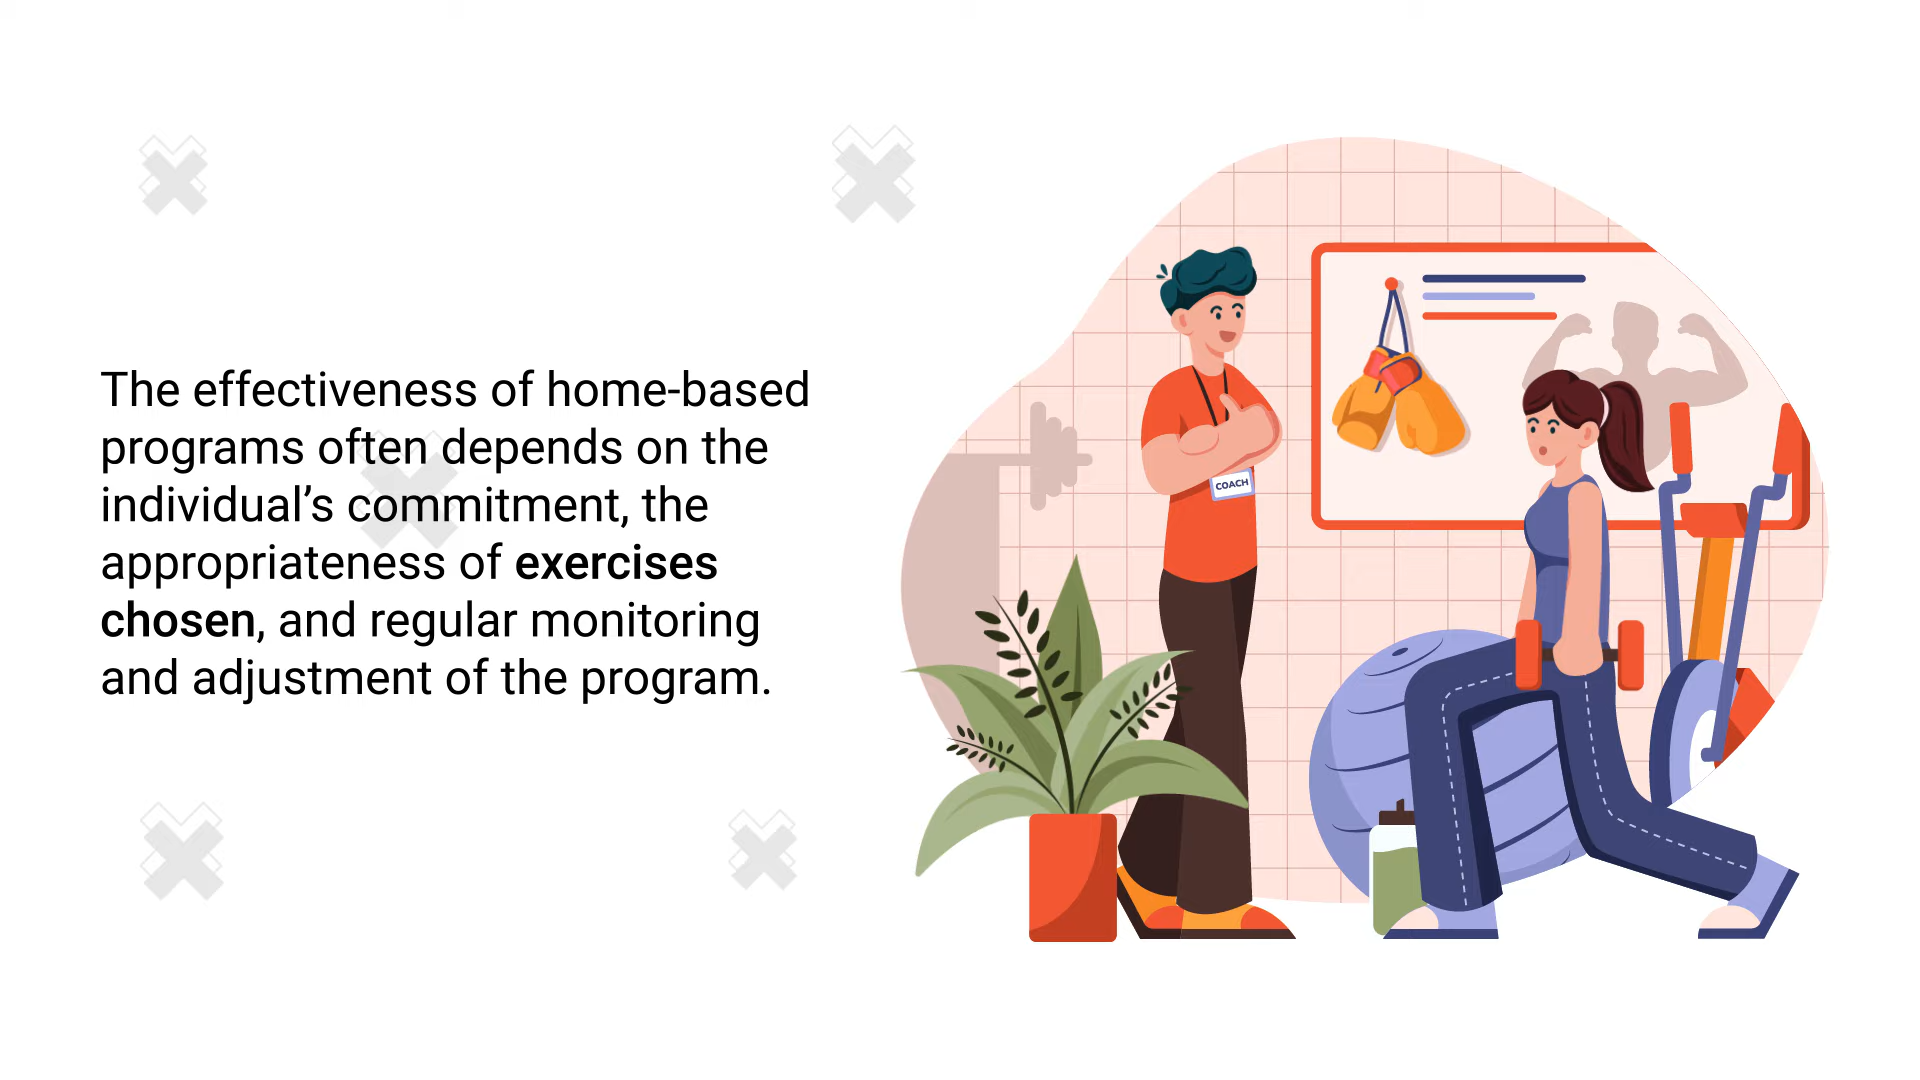 The effectiveness of home-based
programs often depends on the
individual’s commitment, the
appropriateness of exercises
chosen, and regular monitoring
and adjustment of the program.
COACH